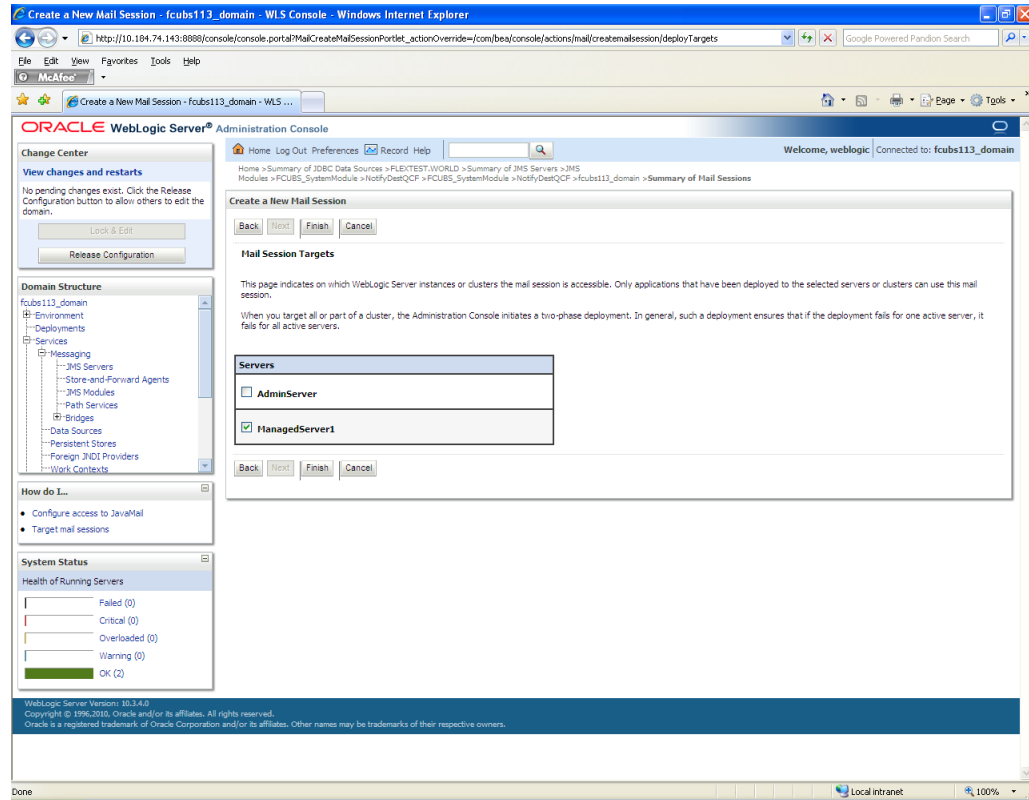 Create a New Mail Session - fcubs113_domain - WLS Console - Windows Internet Explorer
http://10.184.74.143:8888/console/console.portal?MailCreateMailSessionPortlet_actionOverride=/com/bea/console/actions/mail/createmailsession/deployTargets
Google Powered Pandion Search
File Edit View Favorites Tools Help
McAfee
Create a New Mail Session - fcubs113_domain - WLS ...
Page Tools
ORACLE WebLogic Server® Administration Console
Change Center
View changes and restarts
No pending changes exist. Click the Release
Configuration button to allow others to edit the
domain.
Lock & Edit
Release Configuration
Domain Structure
fcubs113_domain
Environment
Deployments
Services
Messaging
JMS Servers
Store-and-Forward Agents
JMS Modules
Path Services
Bridges
Data Sources
Persistent Stores
Foreign JNDI Providers
Work Contexts
How do I...
Configure access to JavaMail
Target mail sessions
System Status
Health of Running Servers
Failed (0)
Critical (0)
Overloaded (0)
Warning (0)
OK (2)
Home Log Out Preferences Record Help
Welcome, weblogic Connected to: fcubs113_domain
Home >Summary of JDBC Data Sources >FLEXTEST.WORLD >Summary of JMS Servers >JMS
Modules >FCUBS_SystemModule >NotifyDestQCF >FCUBS_SystemModule >NotifyDestQCF >fcubs113_domain >Summary of Mail Sessions
Create a New Mail Session
Back Next Finish Cancel
Mail Session Targets
This page indicates on which WebLogic Server instances or clusters the mail session is accessible. Only applications that have been deployed to the selected servers or clusters can use this mail
session.
When you target all or part of a cluster, the Administration Console initiates a two-phase deployment. In general, such a deployment ensures that if the deployment fails for one active server, it
fails for all active servers.
Servers
AdminServer
ManagedServer1
Back Next Finish Cancel
WebLogic Server Version: 10.3.4.0
Copyright © 1996,2010, Oracle and/or its affiliates. All rights reserved.
Oracle is a registered trademark of Oracle Corporation and/or its affiliates. Other names may be trademarks of their respective owners.
Done
Local intranet
100%